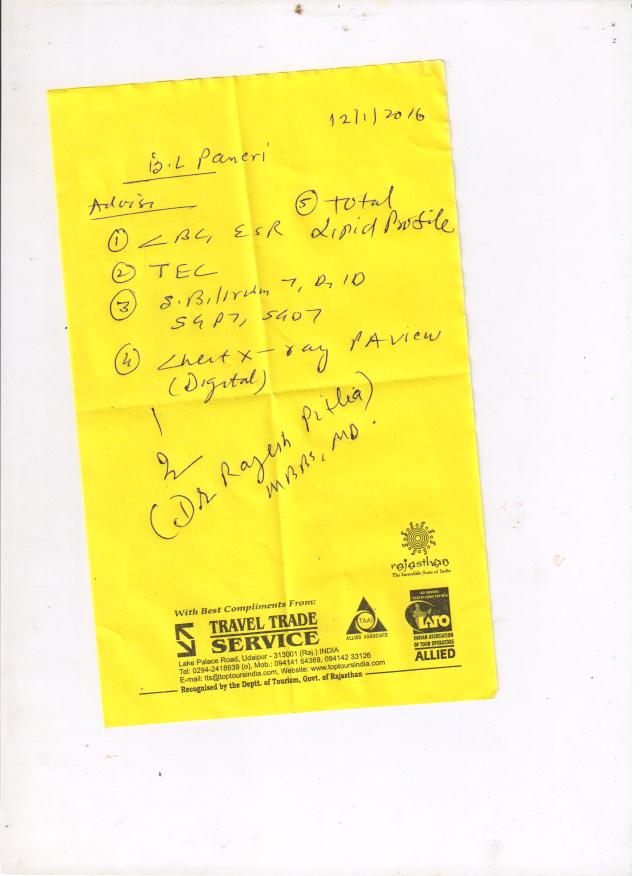 12/1/2016
B.L Paneri
Advise
① CBC, ESR
② TEC
③ S.Bilirubin T, D, ID
SGPT, SGOT
④ Chest X-ray PA View
(Digital)
⑤ Total
Lipid Profile
(Dr Rajesh Pitlia)
MBBS, MD.
rajasthan
The Incredible State of India
With Best Compliments From:
TRAVEL TRADE
SERVICE
Lake Palace Road, Udaipur - 313001 (Raj.) INDIA
Tel: 0294-2418639 (o), Mob.: 094141 64369, 094142 33126
E-mail: tts@toptoursindia.com, Website: www.toptoursindia.com
Recognised by the Deptt. of Tourism, Govt. of Rajasthan
TAAI
ALLIED ASSOCIATE
IATO
INDIAN ASSOCIATION
OF TOUR OPERATORS
ALLIED